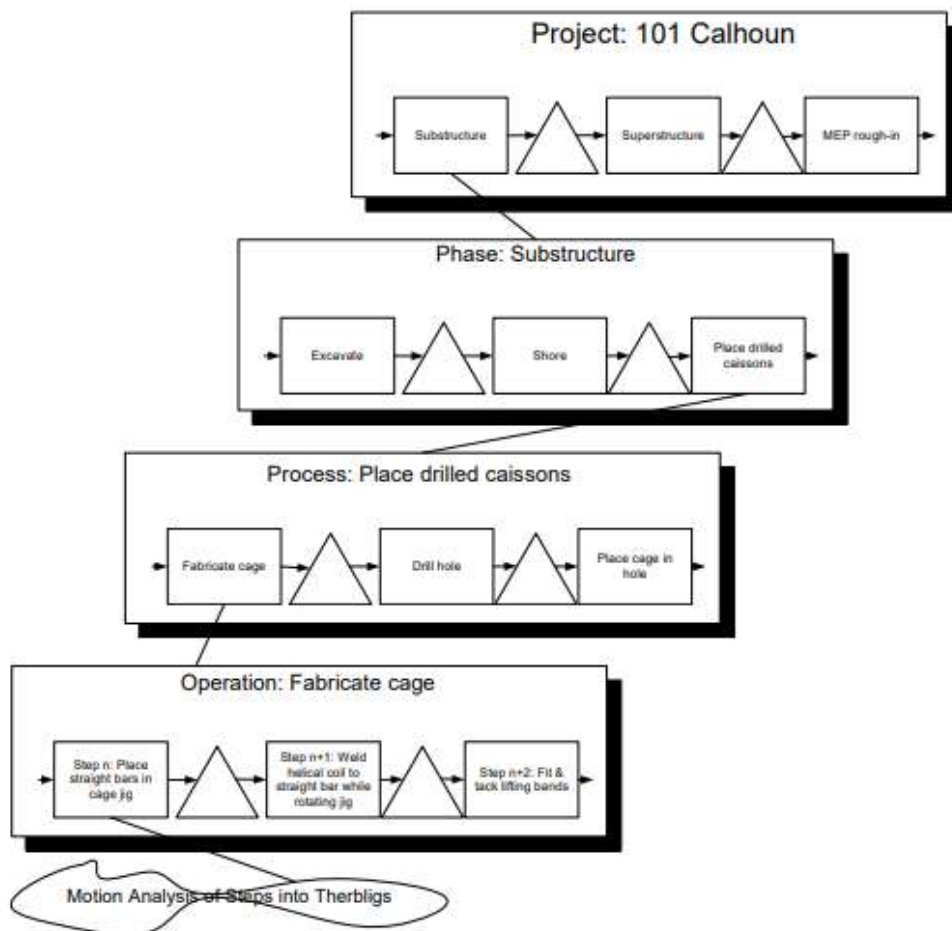 Project: 101 Calhoun
Substructure
Superstructure
MEP rough-in
Phase: Substructure
Excavate
Shore
Place drilled
caissons
Process: Place drilled caissons
Fabricate cage
Drill hole
Place cage in
hole
Operation: Fabricate cage
Step n: Place
straight bars in
cage jig
Step n+1: Weld
helical coil to
straight bar while
rotating jig
Step n+2: Fit &
tack lifting bands
Motion Analysis of Steps into Therbligs